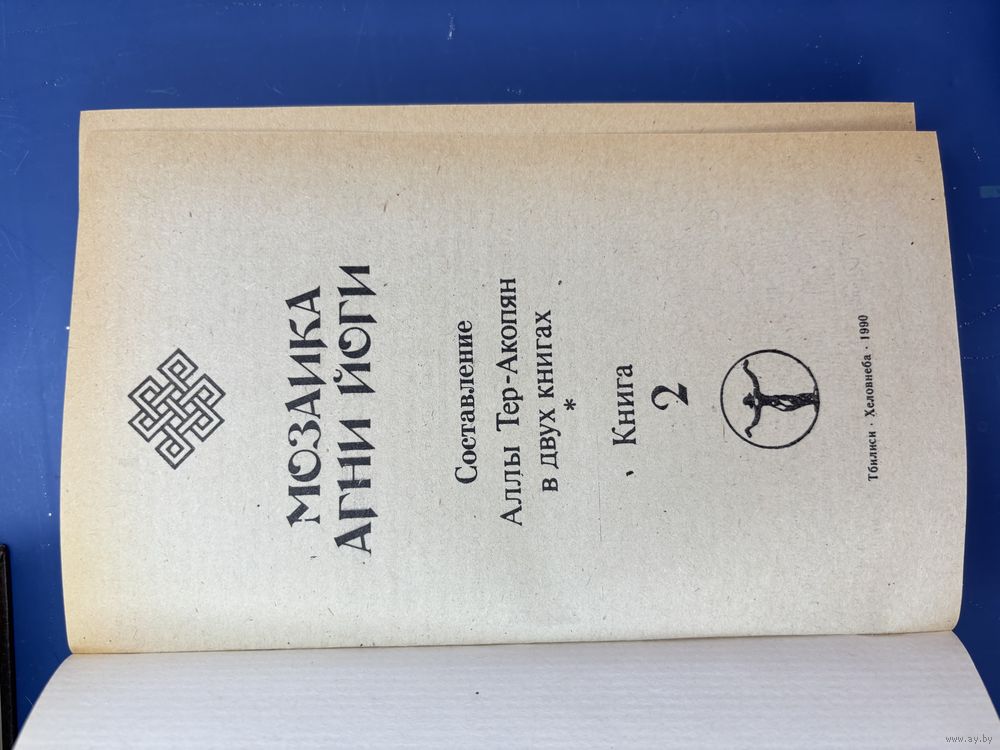 МОЗАИКА
АГНИ ЙОГИ
Составление
Аллы Тер-Акопян
в двух книгах
*
Книга
2
Тбилиси · Хеловнеба · 1990
www.ay.by